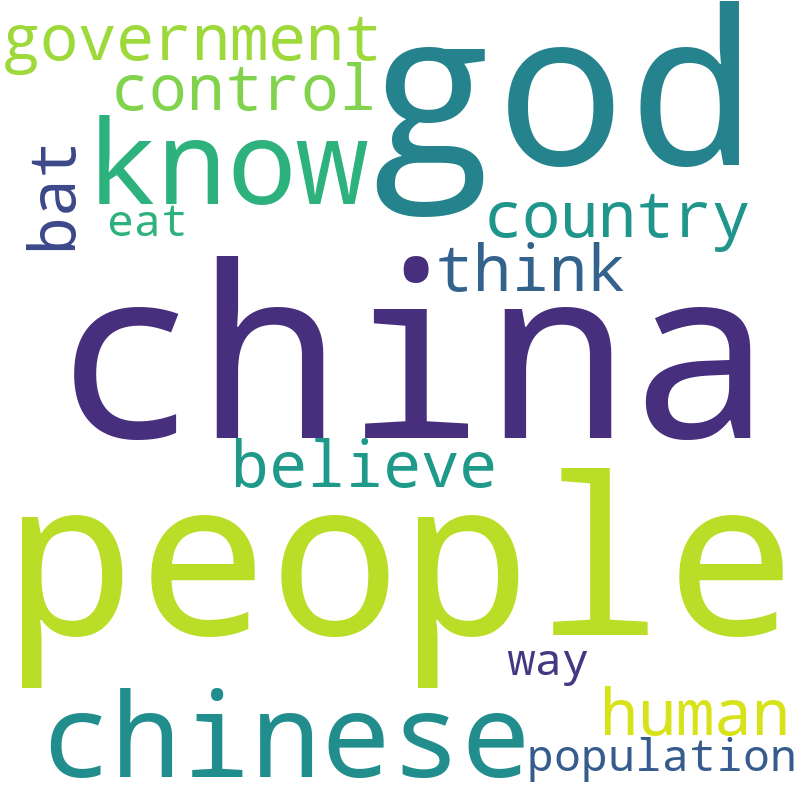 government
god
control
know
bat
eat
country
think
china
believe
people
way
chinese
human
population